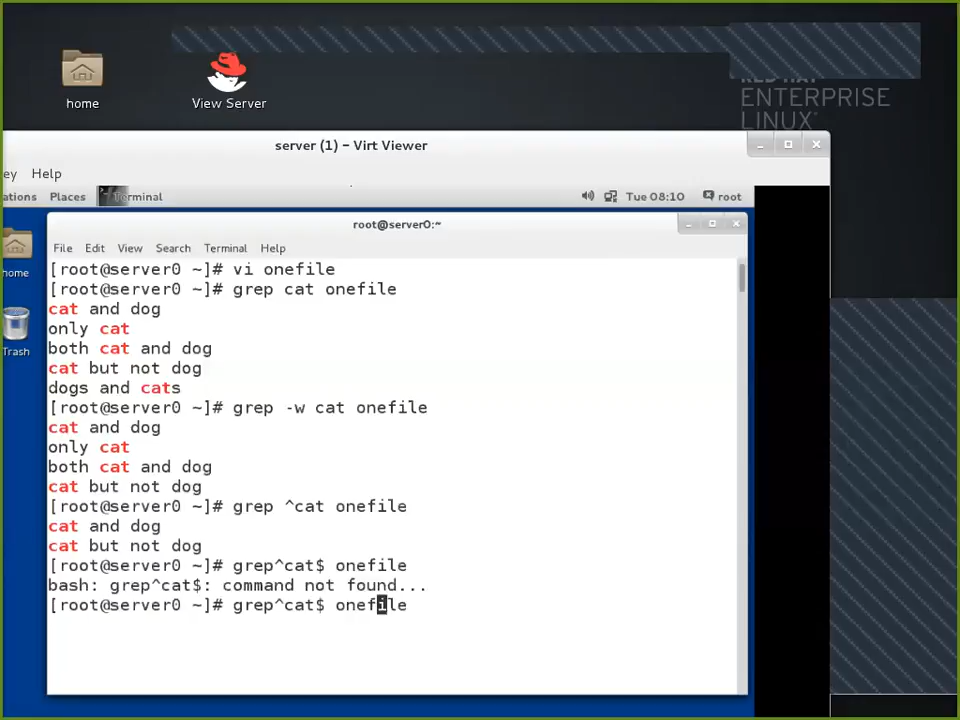 home
View Server
ENTERPRISE
LINUX
server (1) – Virt Viewer
ey Help
ations Places Terminal Tue 08:10 root
root@server0:~
File Edit View Search Terminal Help
home
Trash
[root@server0 ~]# vi onefile
[root@server0 ~]# grep cat onefile
cat and dog
only cat
both cat and dog
cat but not dog
dogs and cats
[root@server0 ~]# grep -w cat onefile
cat and dog
only cat
both cat and dog
cat but not dog
[root@server0 ~]# grep ^cat onefile
cat and dog
cat but not dog
[root@server0 ~]# grep^cat$ onefile
bash: grep^cat$: command not found...
[root@server0 ~]# grep^cat$ onefile